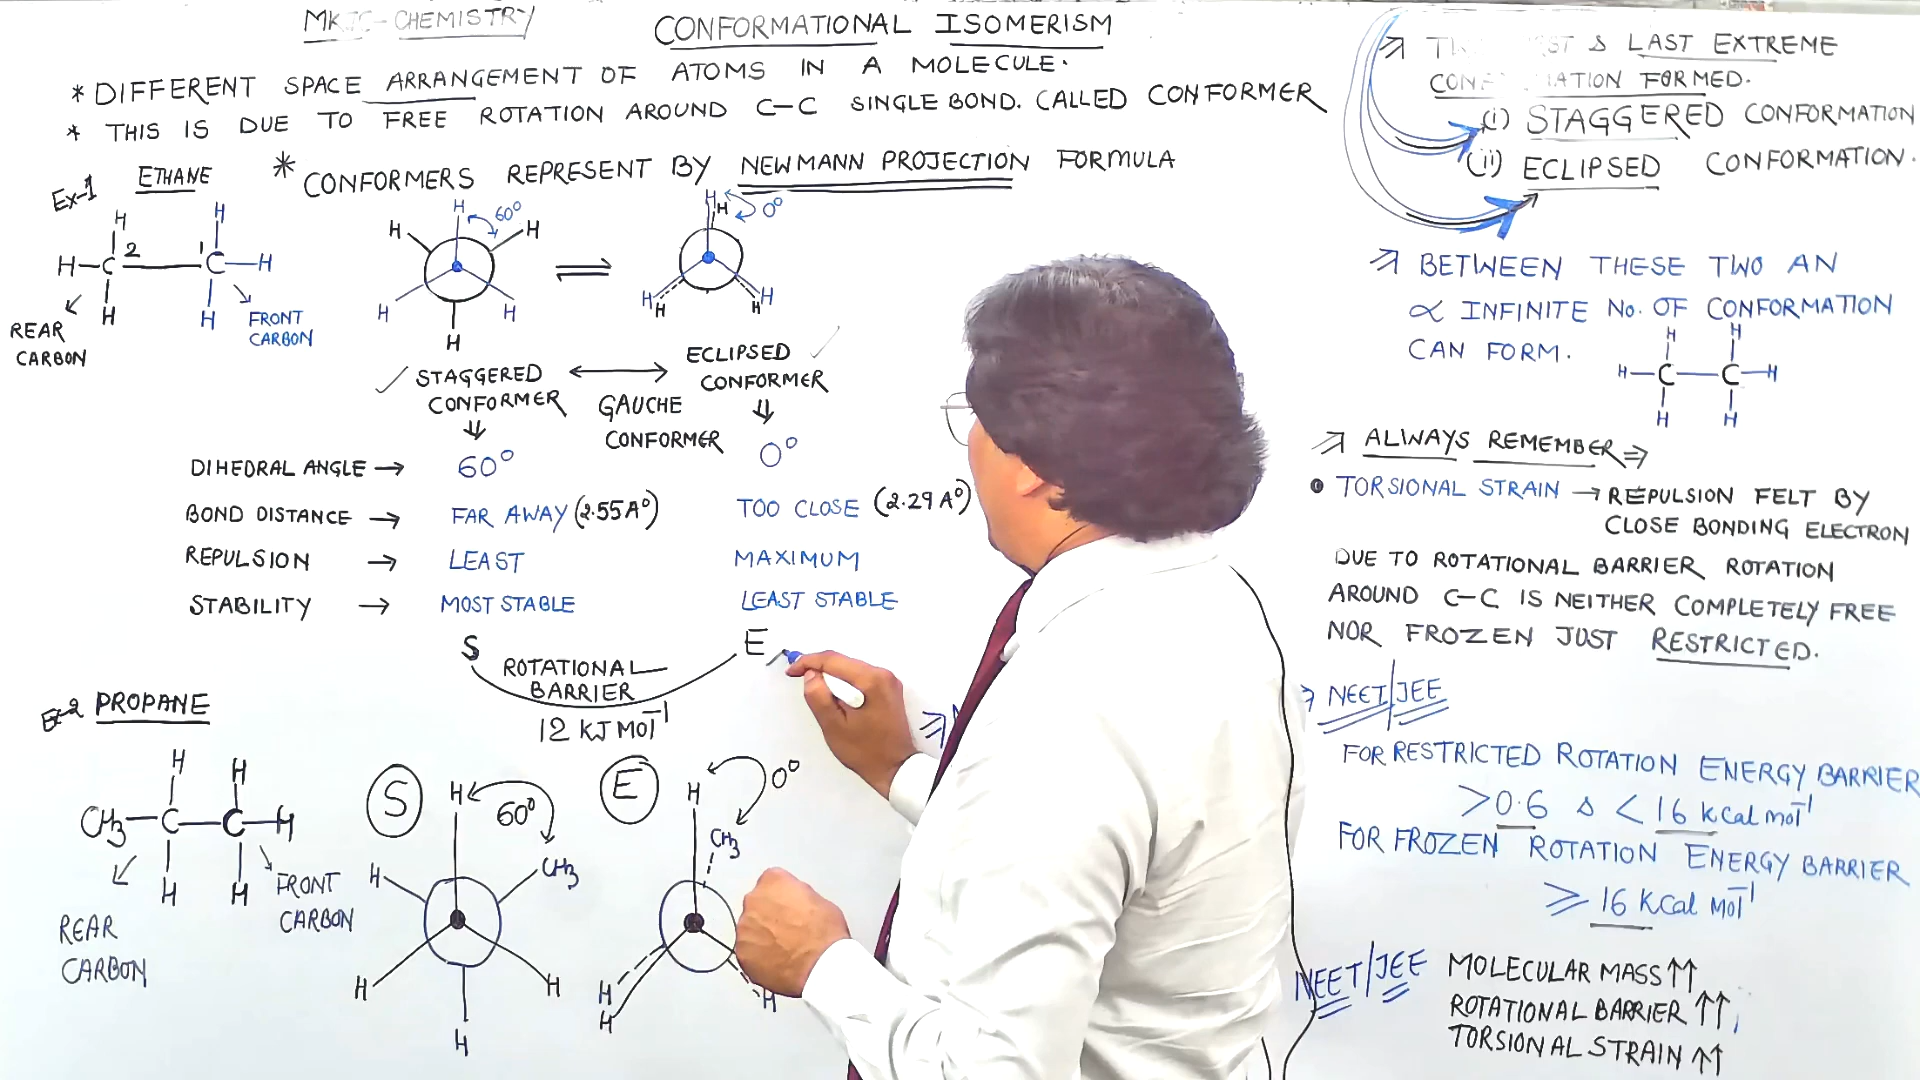 CHEMISTRY
CONFORMATIONAL ISOMERISM
* DIFFERENT SPACE ARRANGEMENT OF ATOMS IN A MOLECULE.
* THIS IS DUE TO FREE ROTATION AROUND C-C SINGLE BOND. CALLED CONFORMER
* CONFORMERS REPRESENT BY NEWMANN PROJECTION FORMULA
Ex-1 ETHANE
H H
H-C 2 1 C-H
H H
REAR CARBON
FRONT CARBON
H 60°
H H
H H
H
H H 0°
H H
H H
STAGGERED CONFORMER
GAUCHE CONFORMER
ECLIPSED CONFORMER
DIHEDRAL ANGLE → 60° 0°
BOND DISTANCE → FAR AWAY (2.55A°) TOO CLOSE (2.29A°)
REPULSION → LEAST MAXIMUM
STABILITY → MOST STABLE LEAST STABLE
S ROTATIONAL BARRIER E
12 KJ Mol⁻¹
Ex-2 PROPANE
H H
CH3-C-C-H
H H
REAR CARBON
FRONT CARBON
S
H 60°
H CH3
H H
H
E
H 0°
CH3
H H
H
LAST EXTREME
FORMED.
(i) STAGGERED CONFORMATION
(ii) ECLIPSED CONFORMATION.
BETWEEN THESE TWO AN
∝ INFINITE No. OF CONFORMATION
CAN FORM.
H H
H-C-C-H
H H
ALWAYS REMEMBER ⇒
• TORSIONAL STRAIN → REPULSION FELT BY
CLOSE BONDING ELECTRON
DUE TO ROTATIONAL BARRIER ROTATION
AROUND C-C IS NEITHER COMPLETELY FREE
NOR FROZEN JUST RESTRICTED.
NEET/JEE
FOR RESTRICTED ROTATION ENERGY BARRIER
>0.6 & < 16 KCal mol⁻¹
FOR FROZEN ROTATION ENERGY BARRIER
≥ 16 KCal Mol⁻¹
NEET/JEE MOLECULAR MASS ↑↑
ROTATIONAL BARRIER ↑↑
TORSIONAL STRAIN ↑↑